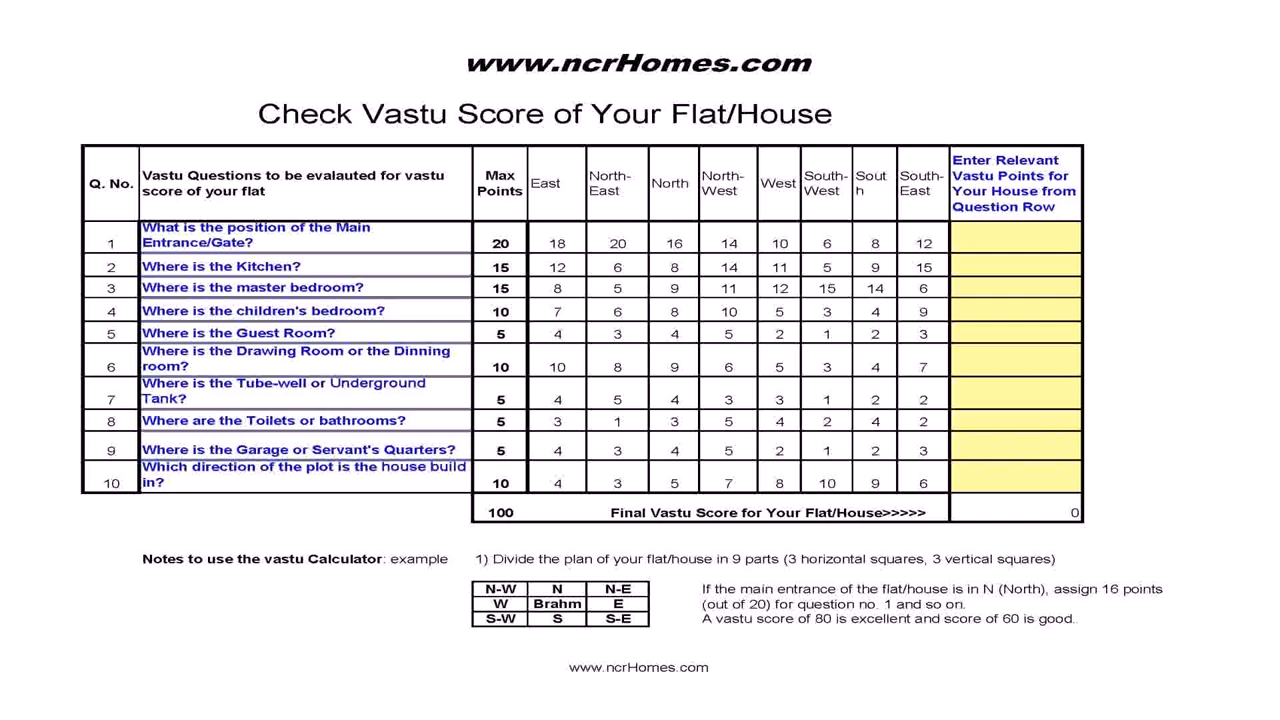 www.ncrHomes.com
Check Vastu Score of Your Flat/House
Q. No. Vastu Questions to be evalauted for vastu score of your flat Max Points East North-East North North-West West South-West Sout h South-East Enter Relevant Vastu Points for Your House from Question Row
1 What is the position of the Main Entrance/Gate? 20 18 20 16 14 10 6 8 12
2 Where is the Kitchen? 15 12 6 8 14 11 5 9 15
3 Where is the master bedroom? 15 8 5 9 11 12 15 14 6
4 Where is the children's bedroom? 10 7 6 8 10 5 3 4 9
5 Where is the Guest Room? 5 4 3 4 5 2 1 2 3
6 Where is the Drawing Room or the Dinning room? 10 10 8 9 6 5 3 4 7
7 Where is the Tube-well or Underground Tank? 5 4 5 4 3 3 1 2 2
8 Where are the Toilets or bathrooms? 5 3 1 3 5 4 2 4 2
9 Where is the Garage or Servant's Quarters? 5 4 3 4 5 2 1 2 3
10 Which direction of the plot is the house build in? 10 4 3 5 7 8 10 9 6
100 Final Vastu Score for Your Flat/House>>>>> 0
Notes to use the vastu Calculator: example 1) Divide the plan of your flat/house in 9 parts (3 horizontal squares, 3 vertical squares)
N-W N N-E If the main entrance of the flat/house is in N (North), assign 16 points
W Brahm E (out of 20) for question no. 1 and so on.
S-W S S-E A vastu score of 80 is excellent and score of 60 is good.
www.ncrHomes.com